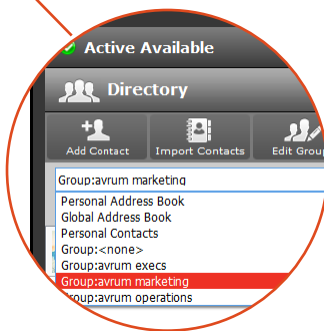 Active Available
Directory
Add Contact Import Contacts Edit Group
Group:avrum marketing
Personal Address Book
Global Address Book
Personal Contacts
Group:<none>
Group:avrum execs
Group:avrum marketing
Group:avrum operations